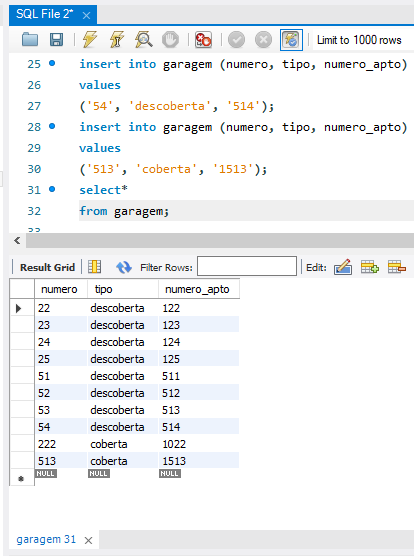 SQL File 2*
Limit to 1000 rows
25 insert into garagem (numero, tipo, numero_apto)
26 values
27 ('54', 'descoberta', '514');
28 insert into garagem (numero, tipo, numero_apto)
29 values
30 ('513', 'coberta', '1513');
31 select*
32 from garagem;
Result Grid Filter Rows: Edit:
numero tipo numero_apto
22 descoberta 122
23 descoberta 123
24 descoberta 124
25 descoberta 125
51 descoberta 511
52 descoberta 512
53 descoberta 513
54 descoberta 514
222 coberta 1022
513 coberta 1513
NULL NULL NULL
garagem 31